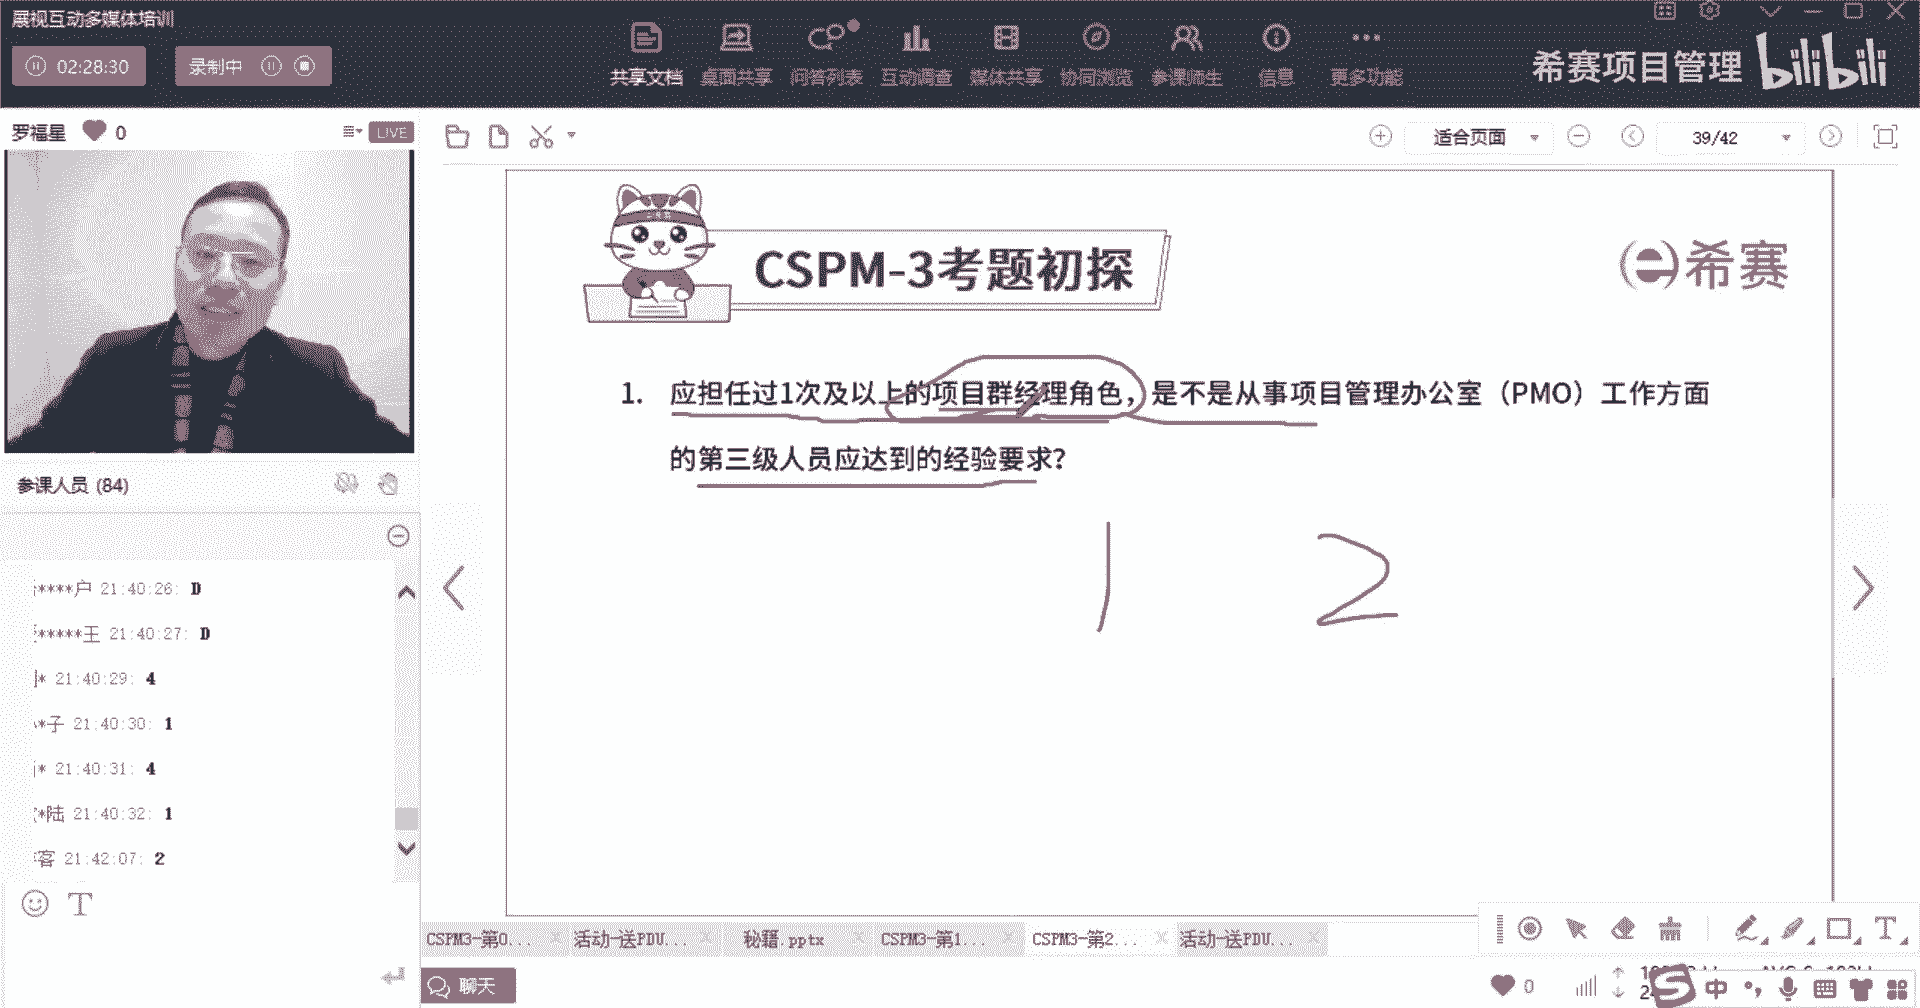 展视互动多媒体培训
02:28:30
录制中
共享文档 桌面共享 问答列表 互动调查 媒体共享 协同浏览 参课师生 信息 更多功能
希赛项目管理 bilibili
罗福星 0
LIVE
适合页面
39/42
CSPM-3考题初探
希赛
1. 应担任过1次及以上的项目群经理角色，是不是从事项目管理办公室（PMO）工作方面
的第三级人员应达到的经验要求？
1 2
参课人员 (84)
****户 21:40:26: D
*****王 21:40:27: D
* 21:40:29: 4
*子 21:40:30: 1
* 21:40:31: 4
*陆 21:40:32: 1
客 21:42:07: 2
T
CSPM3-第0... 活动-送PDU... 秘籍.pptx CSPM3-第1... CSPM3-第2... 活动-送PDU...
T
聊天
0
中